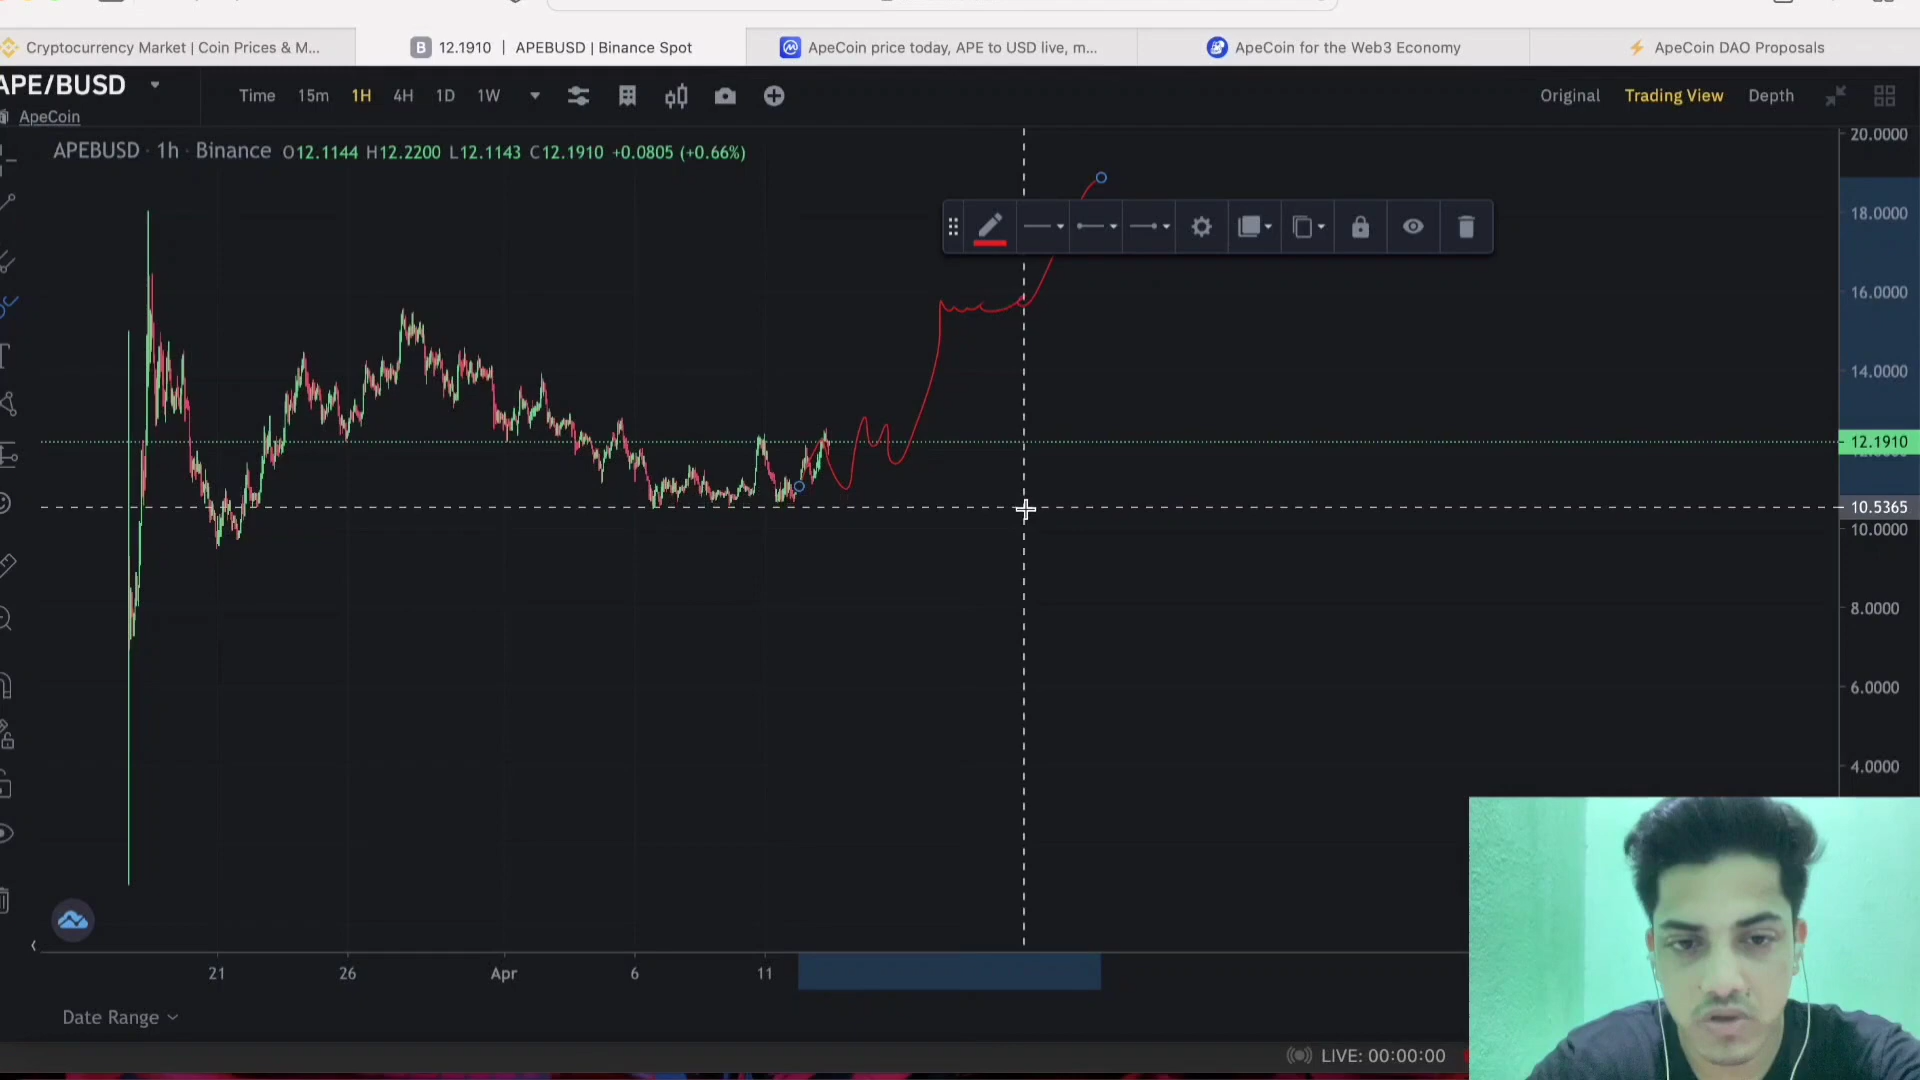 Cryptocurrency Market | Coin Prices & M...
B 12.1910 | APEBUSD | Binance Spot
ApeCoin price today, APE to USD live, m...
ApeCoin for the Web3 Economy
ApeCoin DAO Proposals
APE/BUSD
ApeCoin
Time 15m 1H 4H 1D 1W
Original Trading View Depth
APEBUSD · 1h · Binance O12.1144 H12.2200 L12.1143 C12.1910 +0.0805 (+0.66%)
20.0000
18.0000
16.0000
14.0000
12.1910
10.5365
10.0000
8.0000
6.0000
4.0000
21 26 Apr 6 11
Date Range
LIVE: 00:00:00